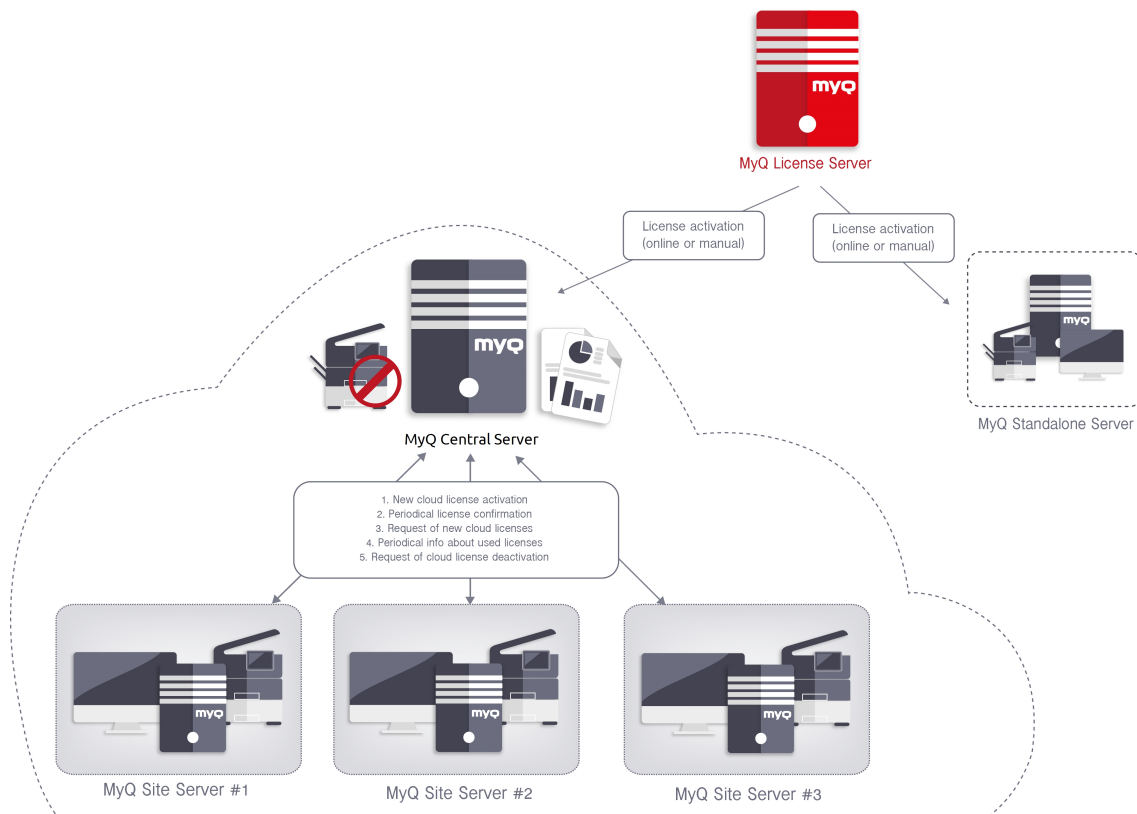 myQ
MyQ License Server
License activation
(online or manual)
License activation
(online or manual)
myQ
MyQ Standalone Server
myQ
MyQ Central Server
1. New cloud license activation
2. Periodical license confirmation
3. Request of new cloud licenses
4. Periodical info about used licenses
5. Request of cloud license deactivation
myQ
MyQ Site Server #1
myQ
MyQ Site Server #2
myQ
MyQ Site Server #3